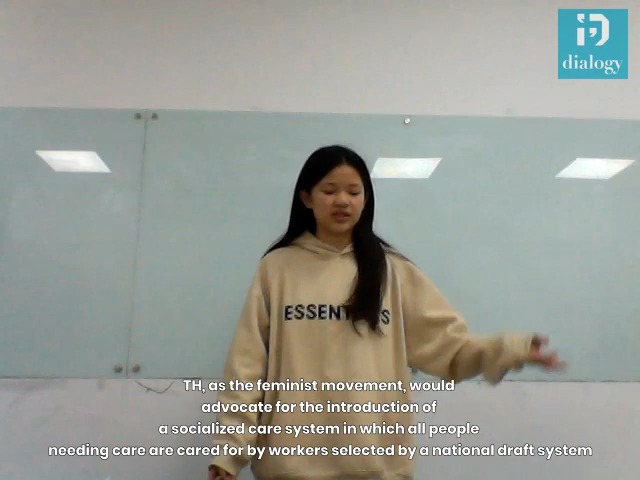 dialogy
ESSENTIALS
TH, as the feminist movement, would
advocate for the introduction of
a socialized care system in which all people
needing care are cared for by workers selected by a national draft system